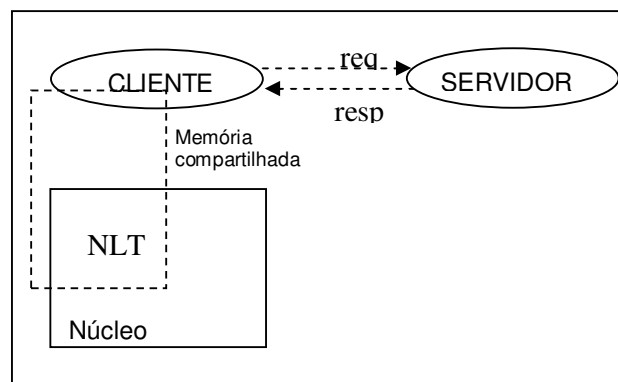 CLIENTE
req
SERVIDOR
resp
Memória
compartilhada
NLT
Núcleo